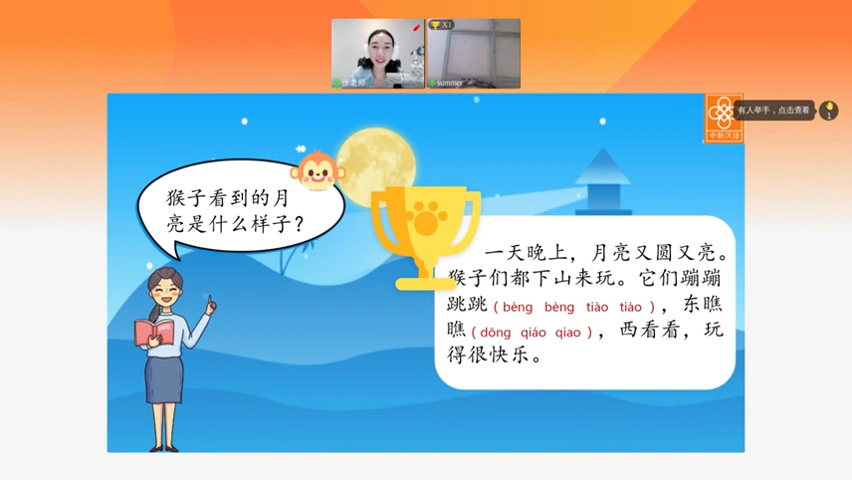 X1
张老师
summer
有人举手，点击查看
1
中新汉语
猴子看到的月
亮是什么样子？
一天晚上，月亮又圆又亮。
猴子们都下山来玩。它们蹦蹦
跳跳（bèng bèng tiào tiào），东瞧
瞧（dōng qiáo qiao），西看看，玩
得很快乐。